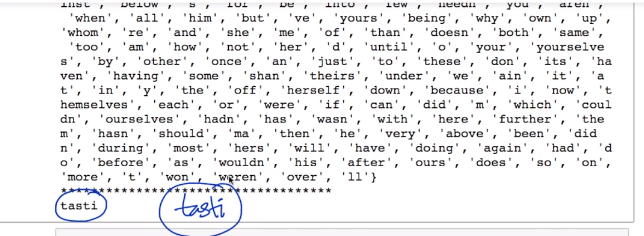 inst', 'below', 's', 'for', 'be', 'into', 'few', 'needn', 'you', 'aren'
, 'when', 'all', 'him', 'but', 've', 'yours', 'being', 'why', 'own', 'up',
'whom', 're', 'and', 'she', 'me', 'of', 'than', 'doesn', 'both', 'same',
'too', 'am', 'how', 'not', 'her', 'd', 'until', 'o', 'your', 'yourselve
s', 'by', 'other', 'once', 'an', 'just', 'to', 'these', 'don', 'its', 'ha
ven', 'having', 'some', 'shan', 'theirs', 'under', 'we', 'ain', 'it', 'a
t', 'in', 'y', 'the', 'off', 'herself', 'down', 'because', 'i', 'now', 't
hemselves', 'each', 'or', 'were', 'if', 'can', 'did', 'm', 'which', 'coul
dn', 'ourselves', 'hadn', 'has', 'wasn', 'with', 'here', 'further', 'the
m', 'hasn', 'should', 'ma', 'then', 'he', 'very', 'above', 'been', 'did
n', 'during', 'most', 'hers', 'will', 'have', 'doing', 'again', 'had', 'd
o', 'before', 'as', 'wouldn', 'his', 'after', 'ours', 'does', 'so', 'on',
'more', 't', 'won', 'weren', 'over', 'll'}
***********************************
tasti tasti